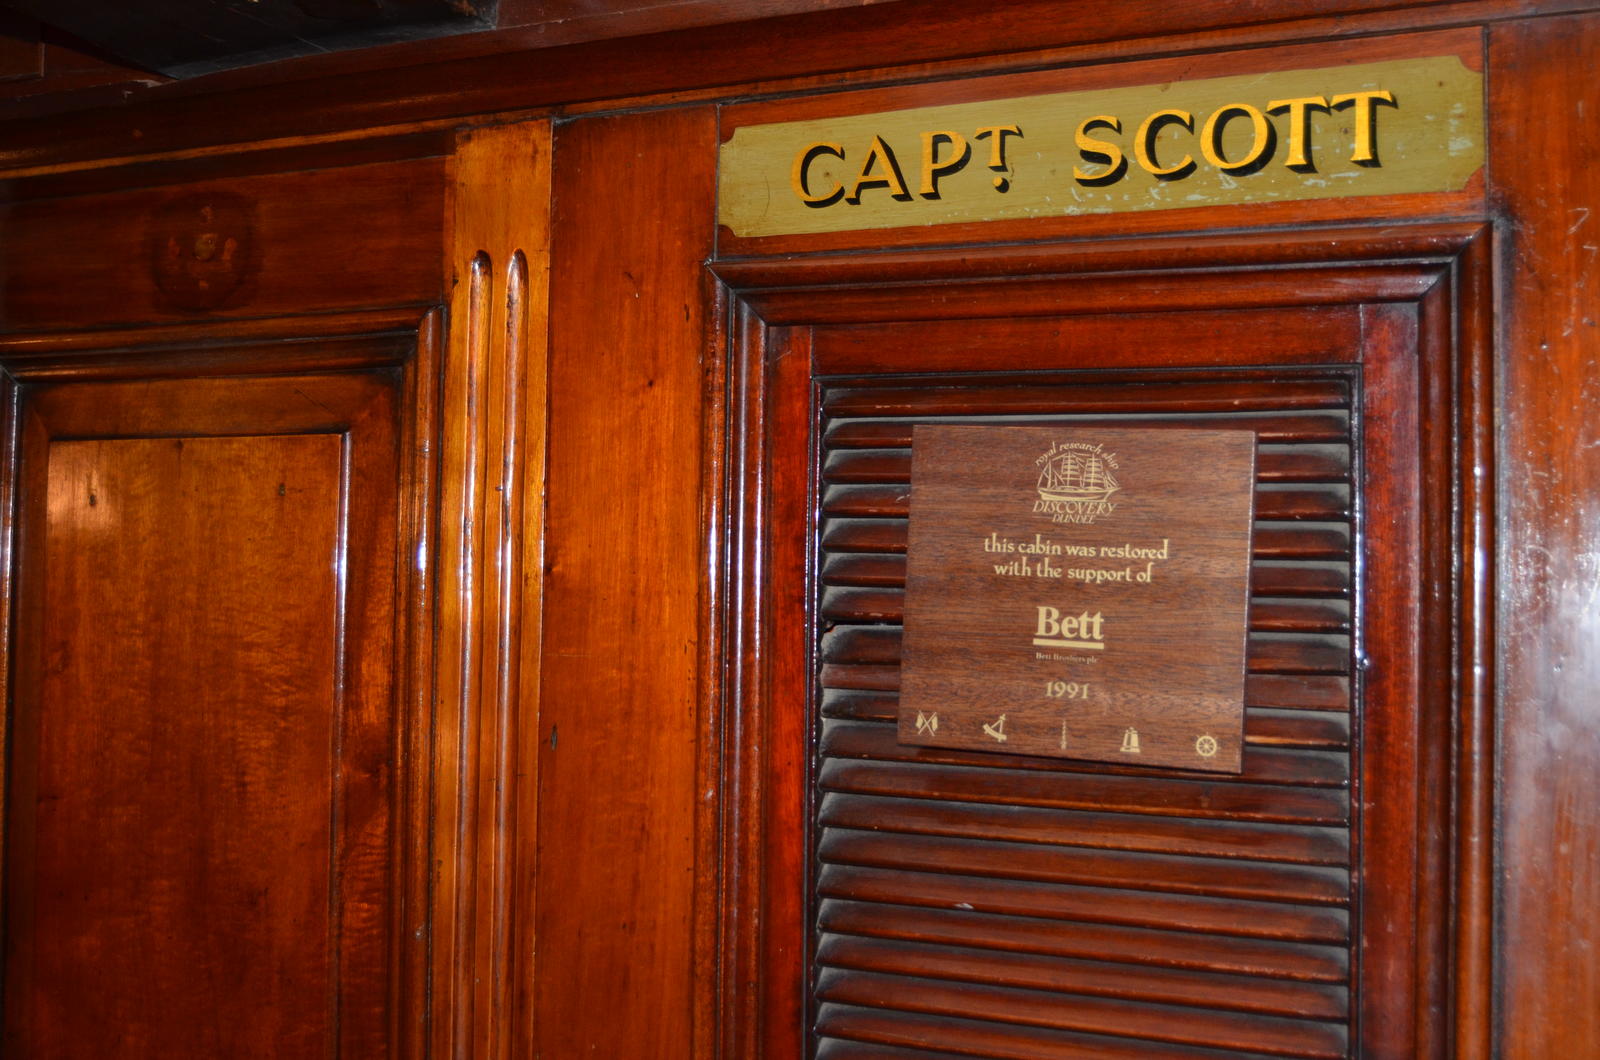 CAPT. SCOTT
royal research ship
DISCOVERY
DUNDEE
this cabin was restored
with the support of
Bett
Bett Brothers plc
1991